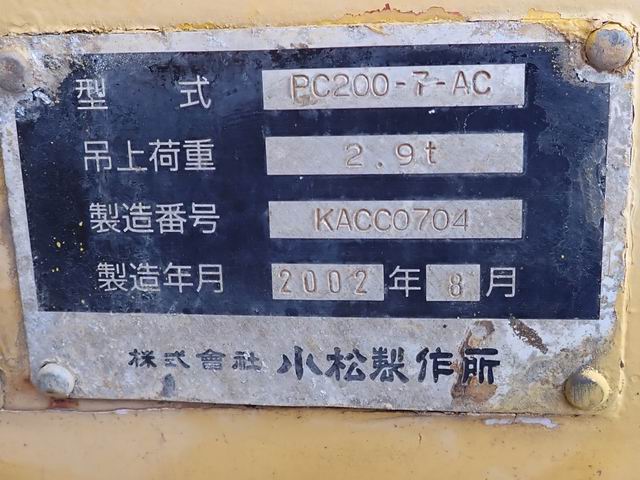 型式 PC200-7-AC
吊上荷重 2.9t
製造番号 KACC0704
製造年月 2002年8月
株式會社 小松製作所